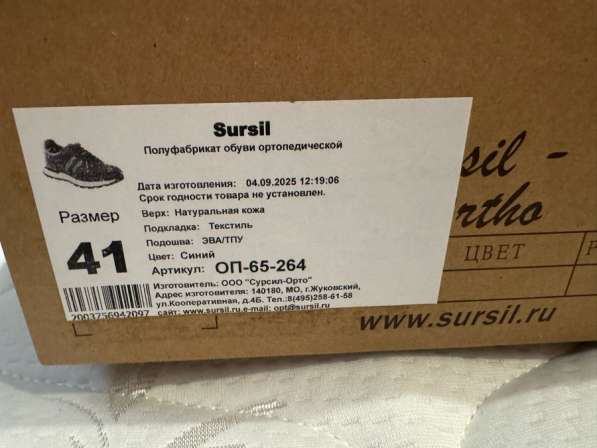 Sursil
Полуфабрикат обуви ортопедической
Дата изготовления: 04.09.2025 12:19:06
Срок годности товара не установлен.
Размер
41
Верх: Натуральная кожа
Подкладка: Текстиль
Подошва: ЭВА/ТПУ
Цвет: Синий
Артикул: ОП-65-264
Изготовитель: ООО "Сурсил-Орто"
Адрес изготовителя: 140180, МО, г.Жуковский,
ул.Кооперативная, д.4Б. Тел.:8(495)258-61-58
сайт: www.sursil.ru.e-mail: opt@sursil.ru
2003756942097
sil -
rtho
ЦВЕТ
Р
www.sursil.ru